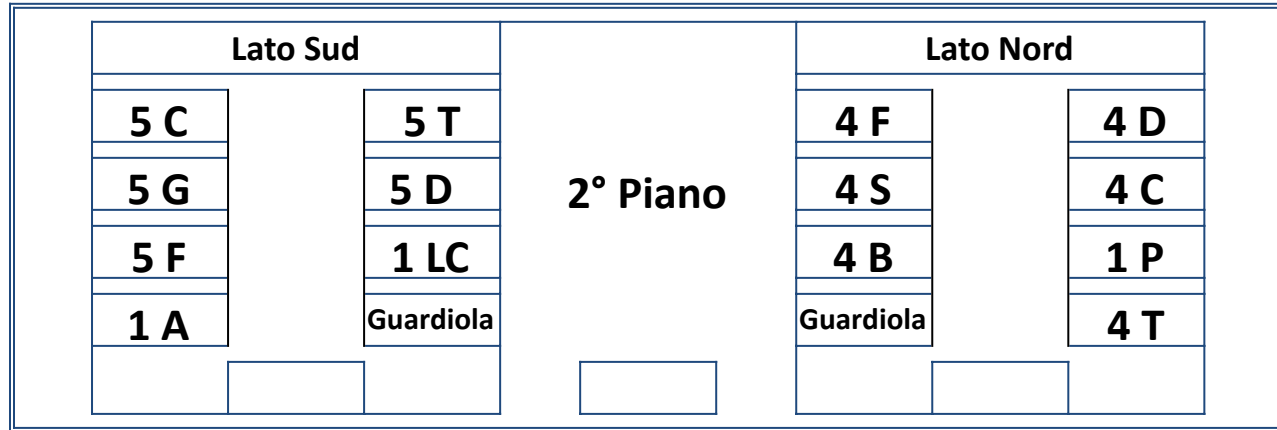 Lato Sud
Lato Nord
5 C
5 T
4 F
4 D
5 G
5 D
2° Piano
4 S
4 C
5 F
1 LC
4 B
1 P
1 A
Guardiola
Guardiola
4 T